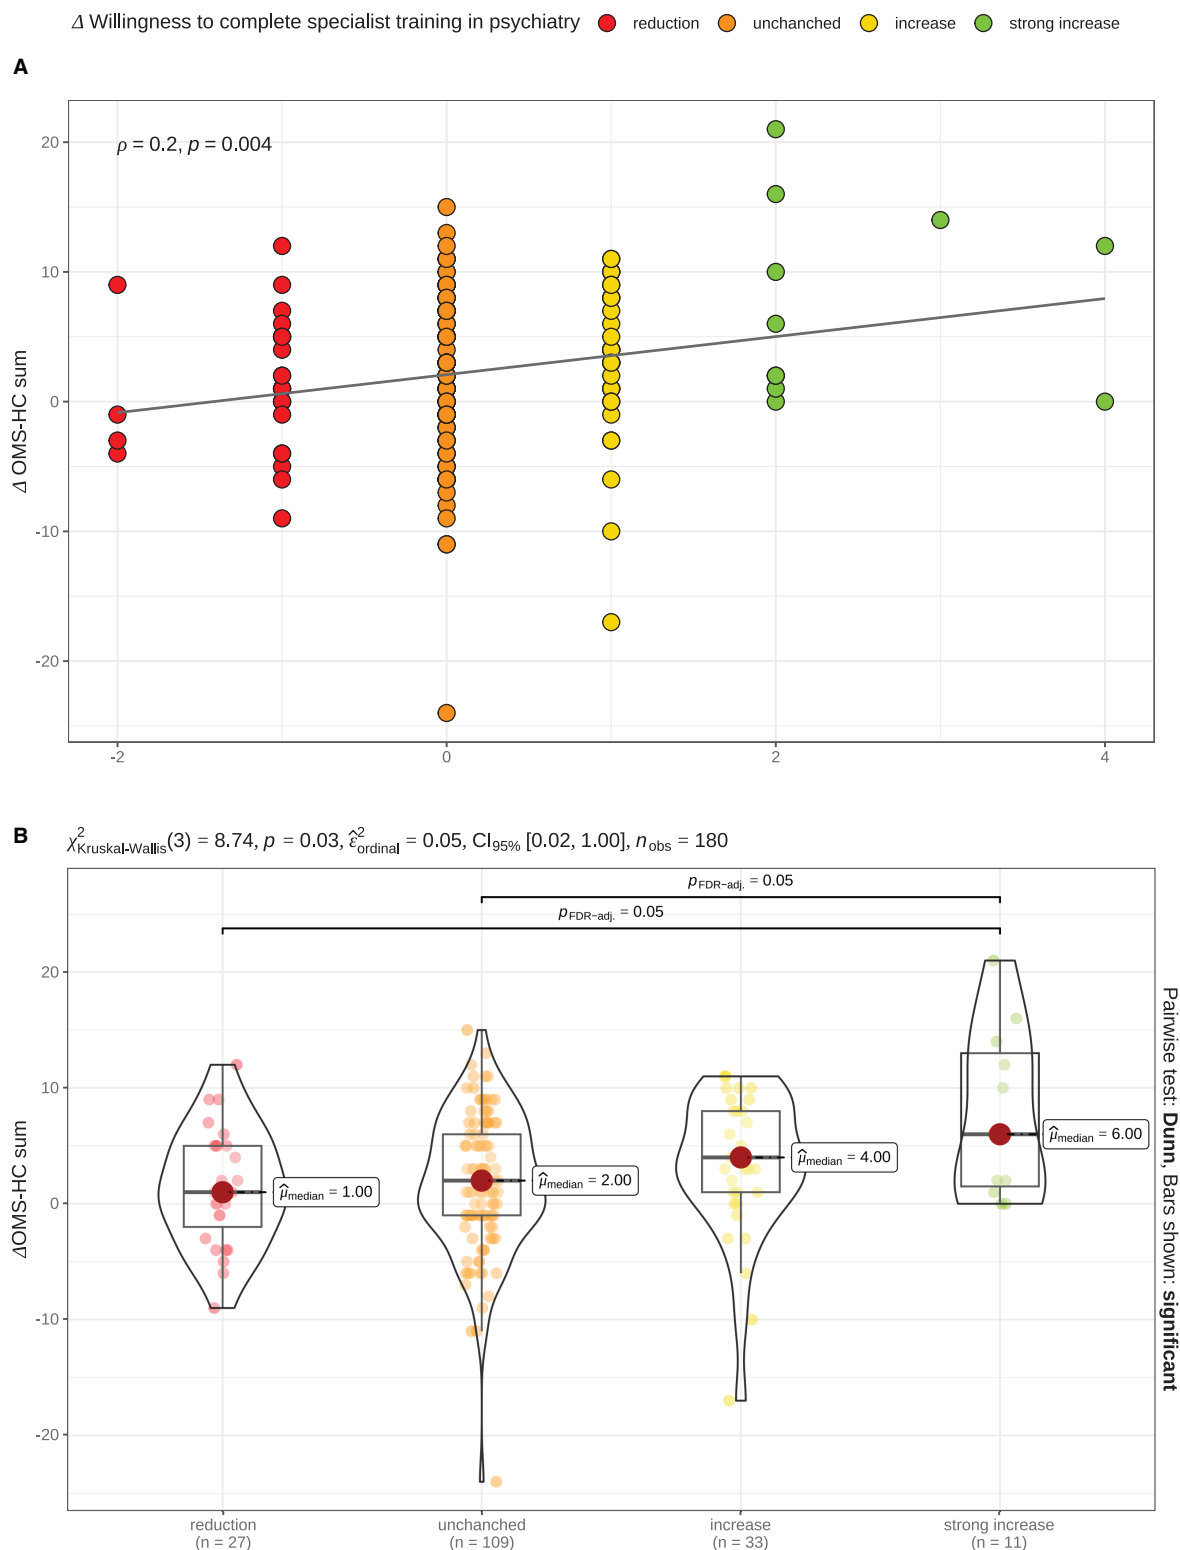 Δ Willingness to complete specialist training in psychiatry reduction unchanched increase strong increase
A
ρ = 0.2, p = 0.004
Δ OMS-HC sum
20
10
0
-10
-20
-2 0 2 4
B
χ²Kruskal-Wallis(3) = 8.74, p = 0.03, ε̂²ordinal = 0.05, CI95% [0.02, 1.00], nobs = 180
pFDR−adj. = 0.05
pFDR−adj. = 0.05
ΔOMS-HC sum
20
10
0
-10
-20
μ̂median = 1.00
μ̂median = 2.00
μ̂median = 4.00
μ̂median = 6.00
Pairwise test: Dunn, Bars shown: significant
reduction unchanched increase strong increase
(n = 27) (n = 109) (n = 33) (n = 11)